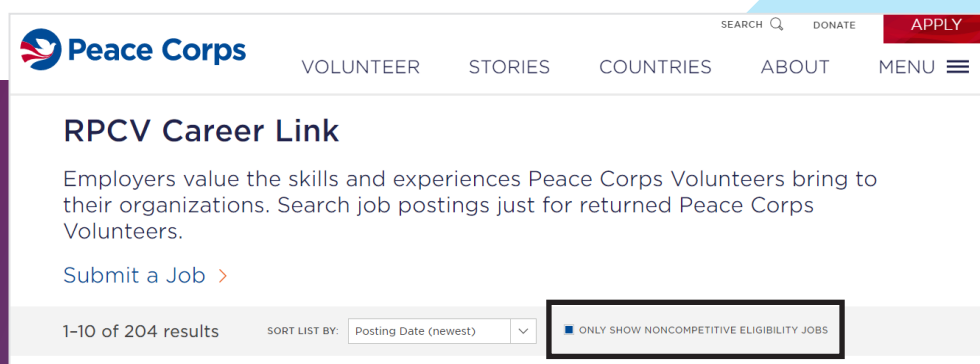 SEARCH DONATE APPLY
Peace Corps
VOLUNTEER STORIES COUNTRIES ABOUT MENU
RPCV Career Link
Employers value the skills and experiences Peace Corps Volunteers bring to
their organizations. Search job postings just for returned Peace Corps
Volunteers.
Submit a Job >
1–10 of 204 results SORT LIST BY: Posting Date (newest) ONLY SHOW NONCOMPETITIVE ELIGIBILITY JOBS